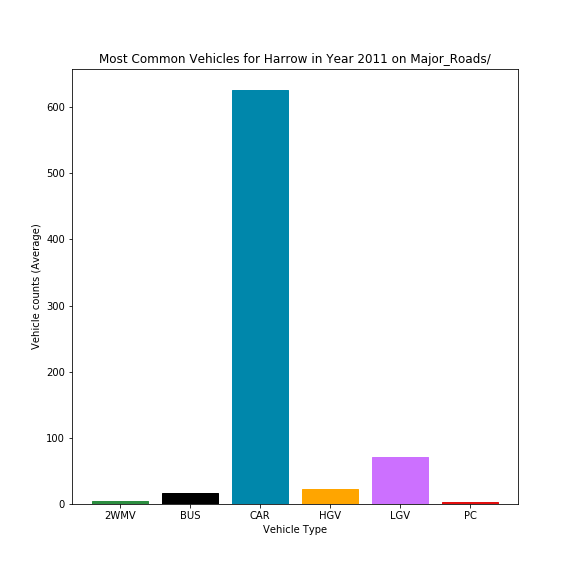 Most Common Vehicles for Harrow in Year 2011 on Major_Roads/
Vehicle counts (Average)
600
500
400
300
200
100
0
2WMV BUS CAR HGV LGV PC
Vehicle Type